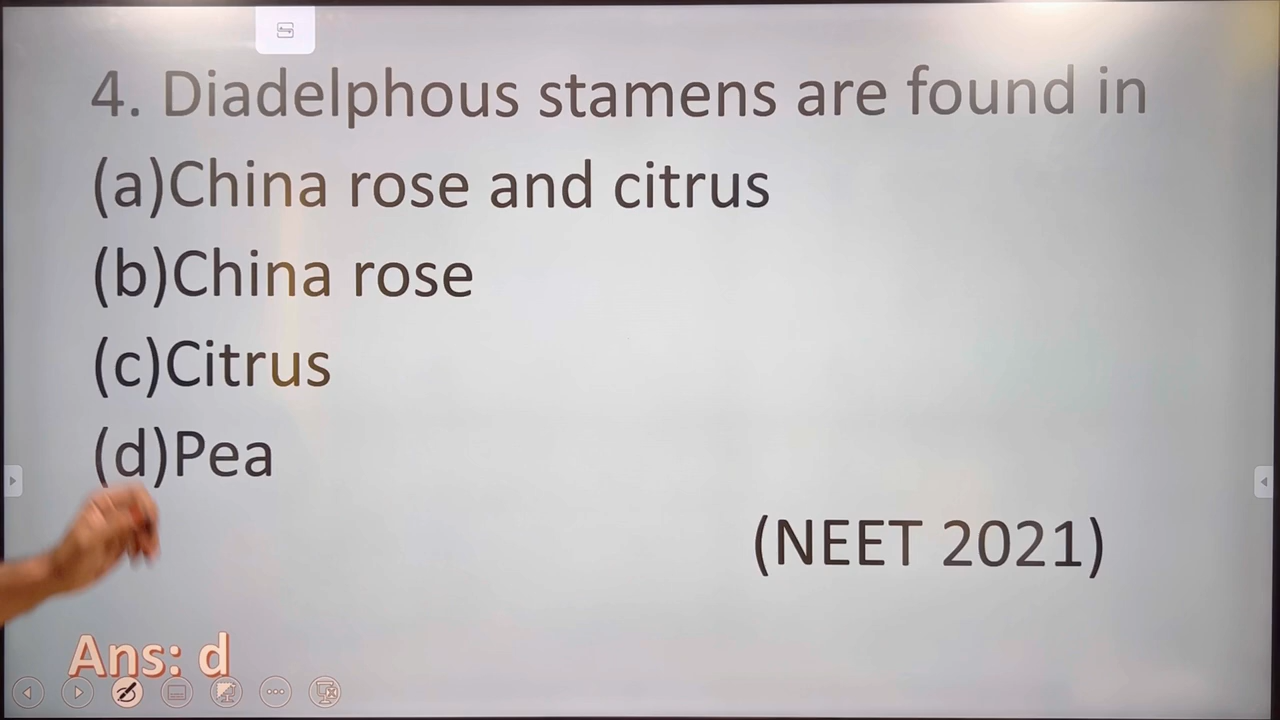 4. Diadelphous stamens are found in
(a)China rose and citrus
(b)China rose
(c)Citrus
(d)Pea
(NEET 2021)
Ans: d